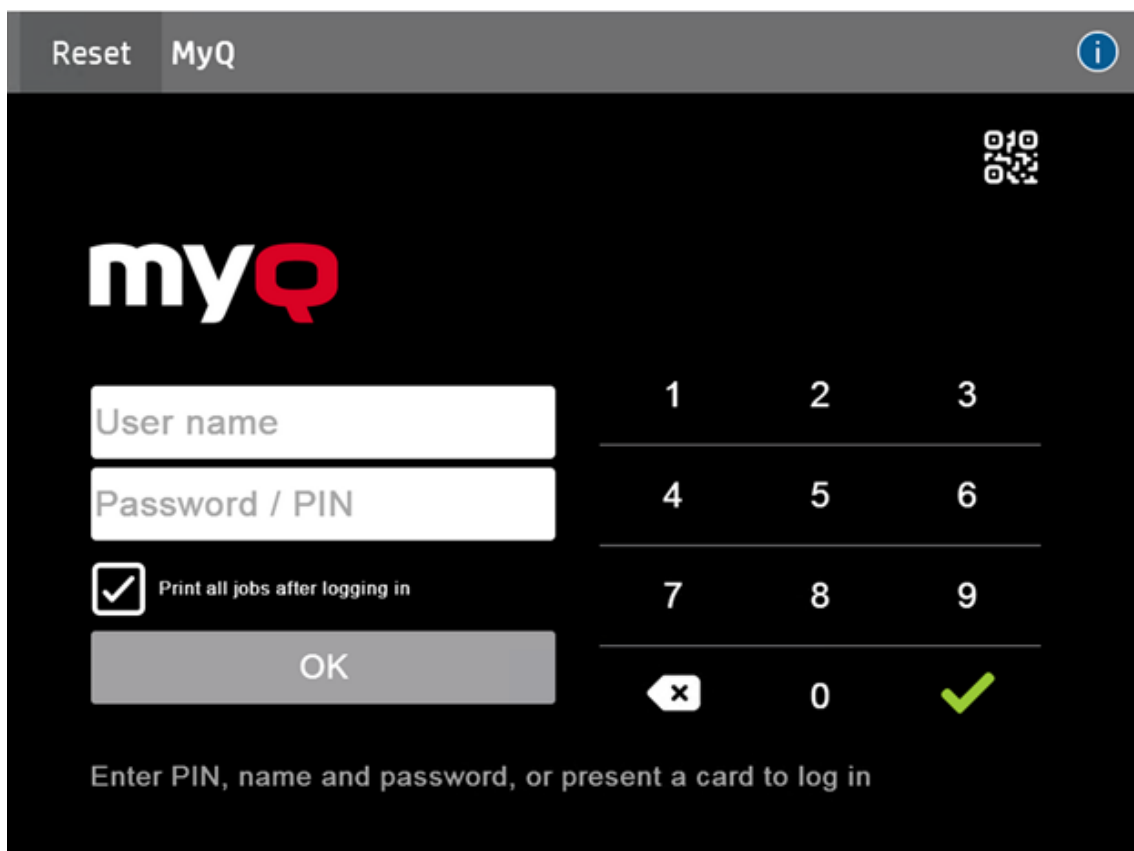 Reset MyQ i
myQ
User name
Password / PIN
Print all jobs after logging in
OK
1 2 3
4 5 6
7 8 9
0
Enter PIN, name and password, or present a card to log in